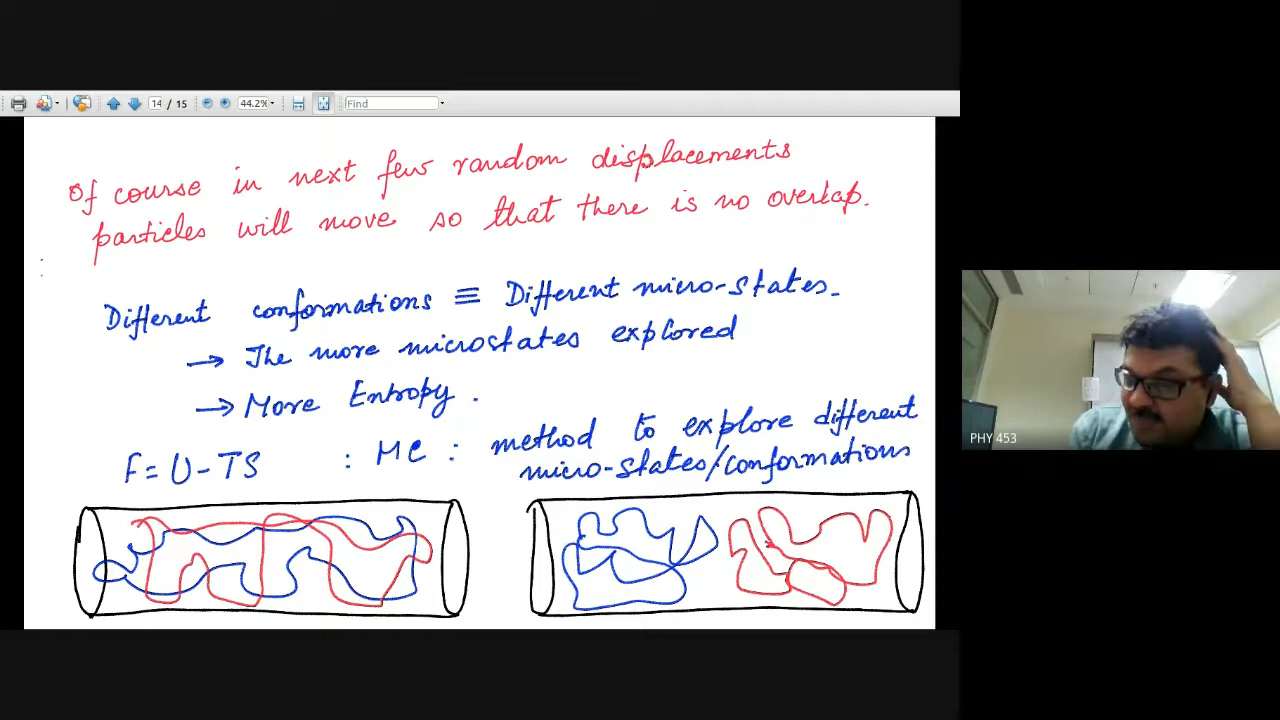 14 / 15
44.2%
Find
Of course in next few random displacements
particles will move so that there is no overlap.
:
Different conformations ≡ Different micro-states.
→ The more microstates explored
→ More Entropy.
F = U - TS : MC : method to explore different
micro-states/conformations
PHY 453